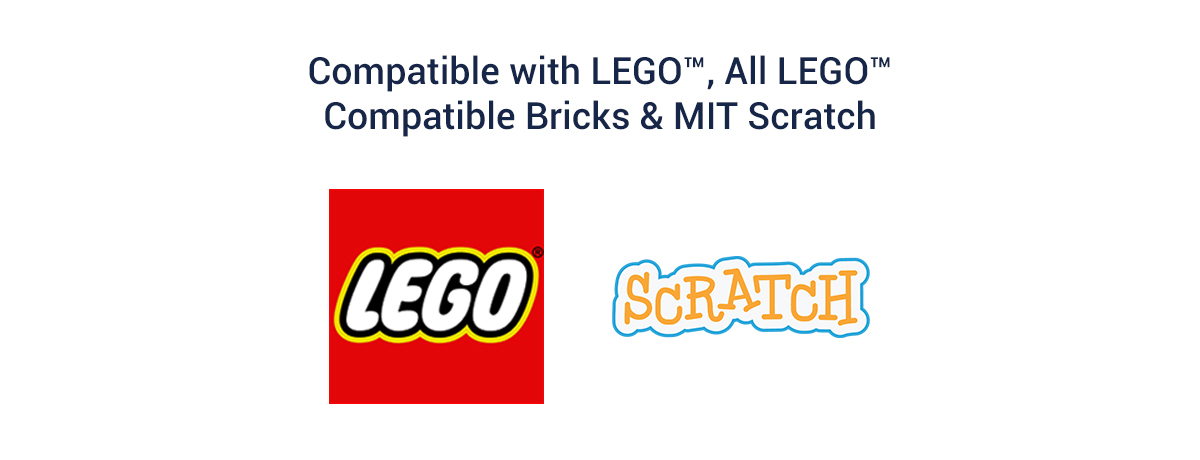 Compatible with LEGO™, All LEGO™
Compatible Bricks & MIT Scratch
LEGO®
SCRATCH